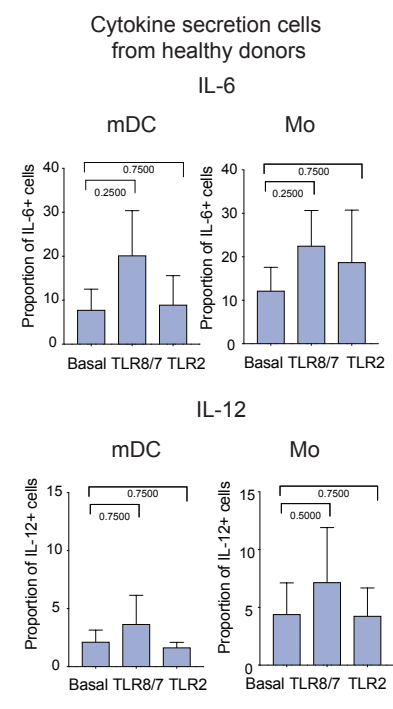 Cytokine secretion cells
from healthy donors
IL-6
mDC
Proportion of IL-6+ cells
40
30
20
10
0
0.7500
0.2500
Basal TLR8/7 TLR2
Mo
Proportion of IL-6+ cells
40
30
20
10
0
0.7500
0.2500
Basal TLR8/7 TLR2
IL-12
mDC
Proportion of IL-12+ cells
15
10
5
0
0.7500
0.7500
Basal TLR8/7 TLR2
Mo
Proportion of IL-12+ cells
15
10
5
0
0.7500
0.5000
Basal TLR8/7 TLR2